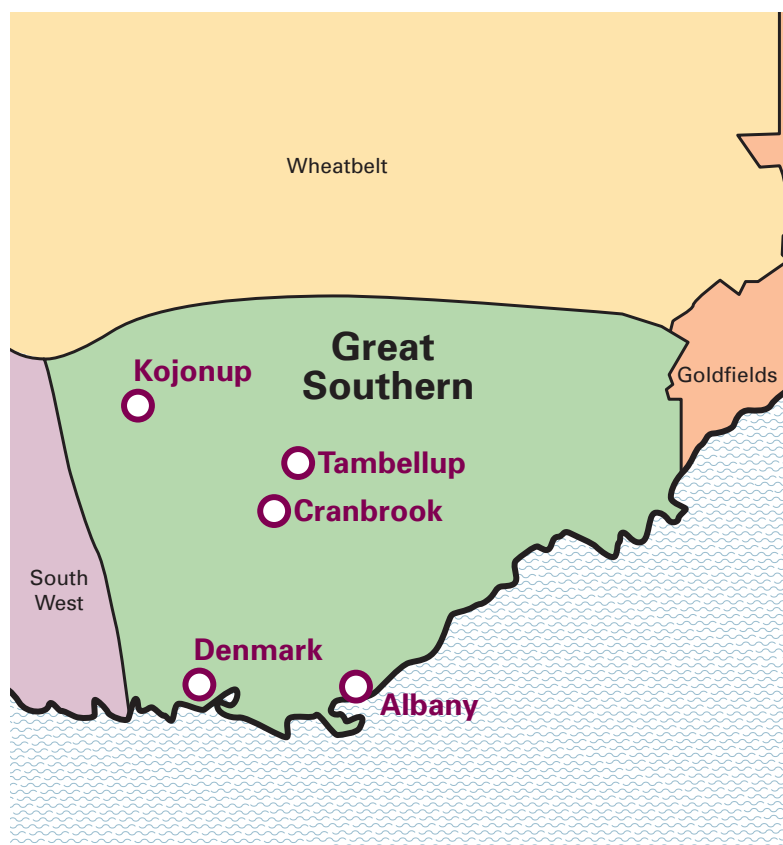 Wheatbelt
Great
Southern
Kojonup
Goldfields
Tambellup
Cranbrook
South
West
Denmark
Albany